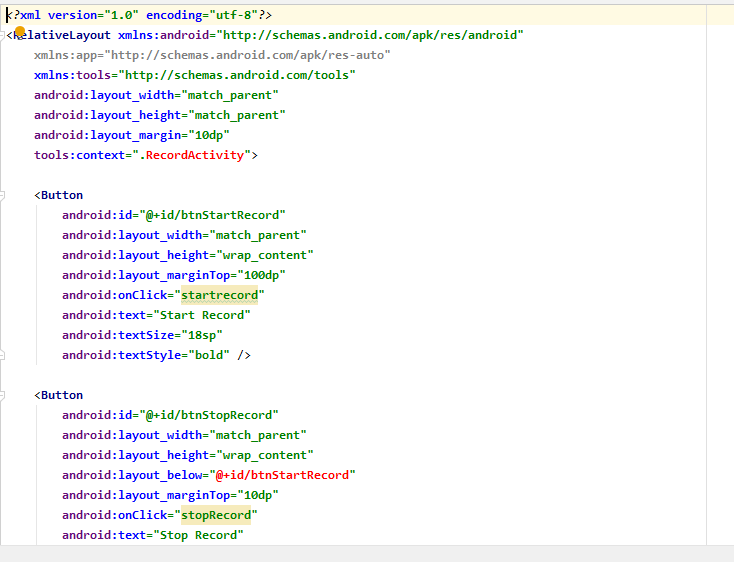 <?xml version="1.0" encoding="utf-8"?>
<RelativeLayout xmlns:android="http://schemas.android.com/apk/res/android"
xmlns:app="http://schemas.android.com/apk/res-auto"
xmlns:tools="http://schemas.android.com/tools"
android:layout_width="match_parent"
android:layout_height="match_parent"
android:layout_margin="10dp"
tools:context=".RecordActivity">
<Button
android:id="@+id/btnStartRecord"
android:layout_width="match_parent"
android:layout_height="wrap_content"
android:layout_marginTop="100dp"
android:onClick="startrecord"
android:text="Start Record"
android:textSize="18sp"
android:textStyle="bold" />
<Button
android:id="@+id/btnStopRecord"
android:layout_width="match_parent"
android:layout_height="wrap_content"
android:layout_below="@+id/btnStartRecord"
android:layout_marginTop="10dp"
android:onClick="stopRecord"
android:text="Stop Record"